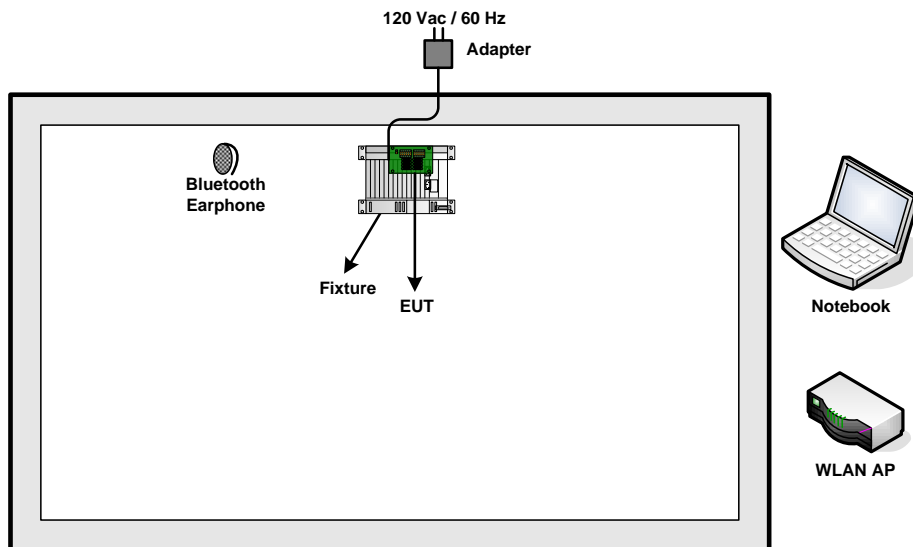 120 Vac / 60 Hz
Adapter
Bluetooth
Earphone
Fixture
EUT
Notebook
WLAN AP